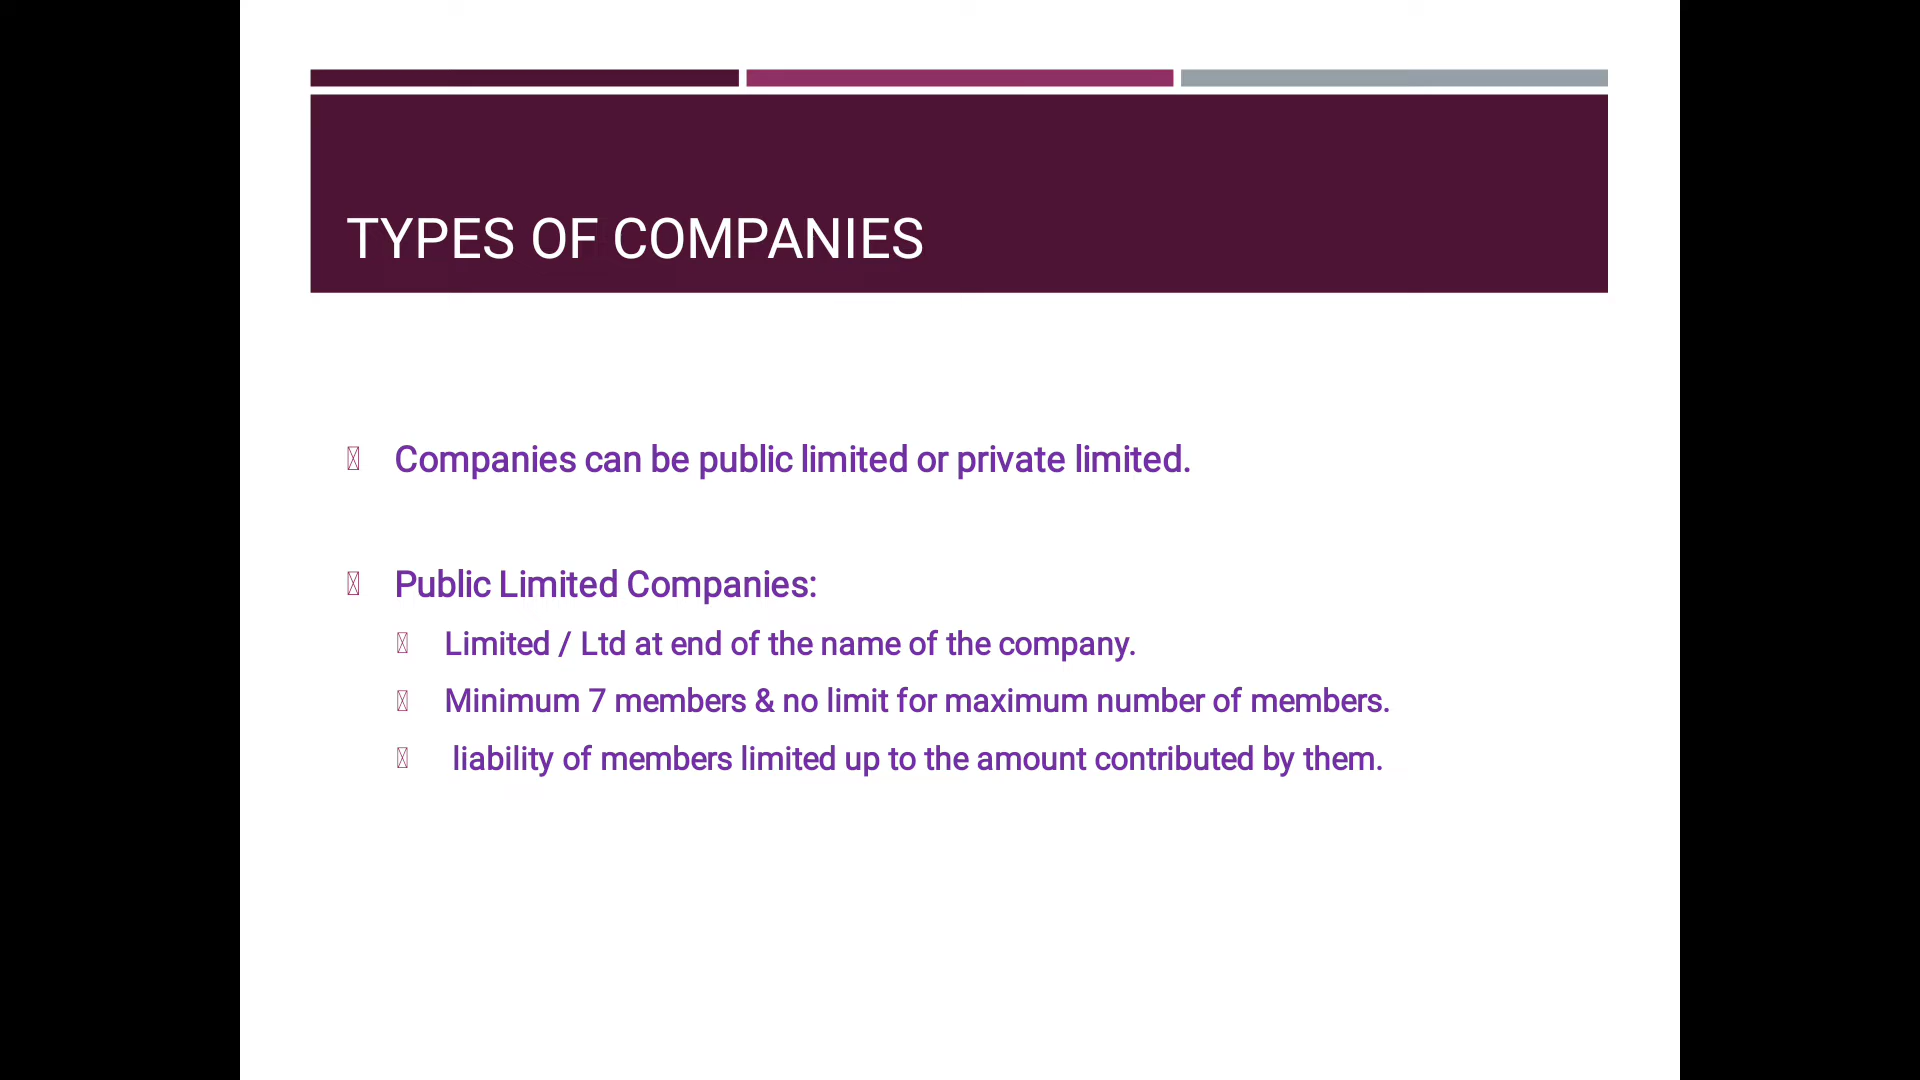 TYPES OF COMPANIES
Companies can be public limited or private limited.
Public Limited Companies:
Limited / Ltd at end of the name of the company.
Minimum 7 members & no limit for maximum number of members.
liability of members limited up to the amount contributed by them.